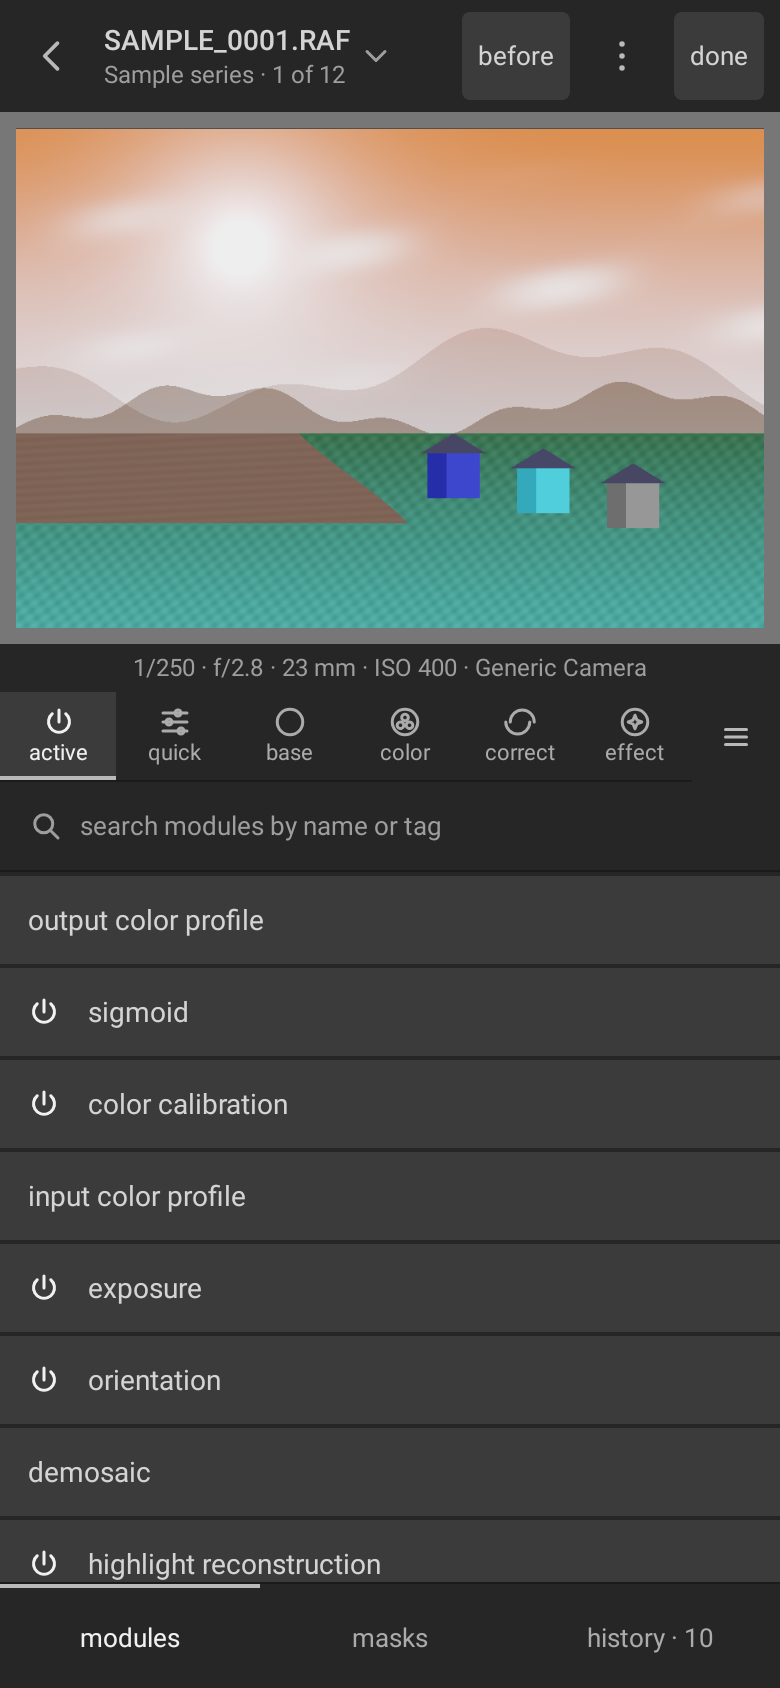 SAMPLE_0001.RAF
Sample series · 1 of 12
before
done
1/250 · f/2.8 · 23 mm · ISO 400 · Generic Camera
active
quick
base
color
correct
effect
search modules by name or tag
output color profile
sigmoid
color calibration
input color profile
exposure
orientation
demosaic
highlight reconstruction
modules
masks
history · 10